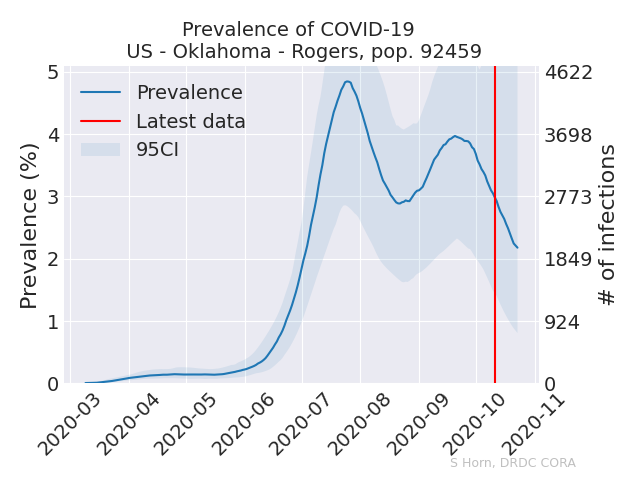 Prevalence of COVID-19
US - Oklahoma - Rogers, pop. 92459
Prevalence
Latest data
95CI
Prevalence (%)
5
4
3
2
1
0
4622
3698
2773
1849
924
0
# of infections
2020-03
2020-04
2020-05
2020-06
2020-07
2020-08
2020-09
2020-10
2020-11
S Horn, DRDC CORA